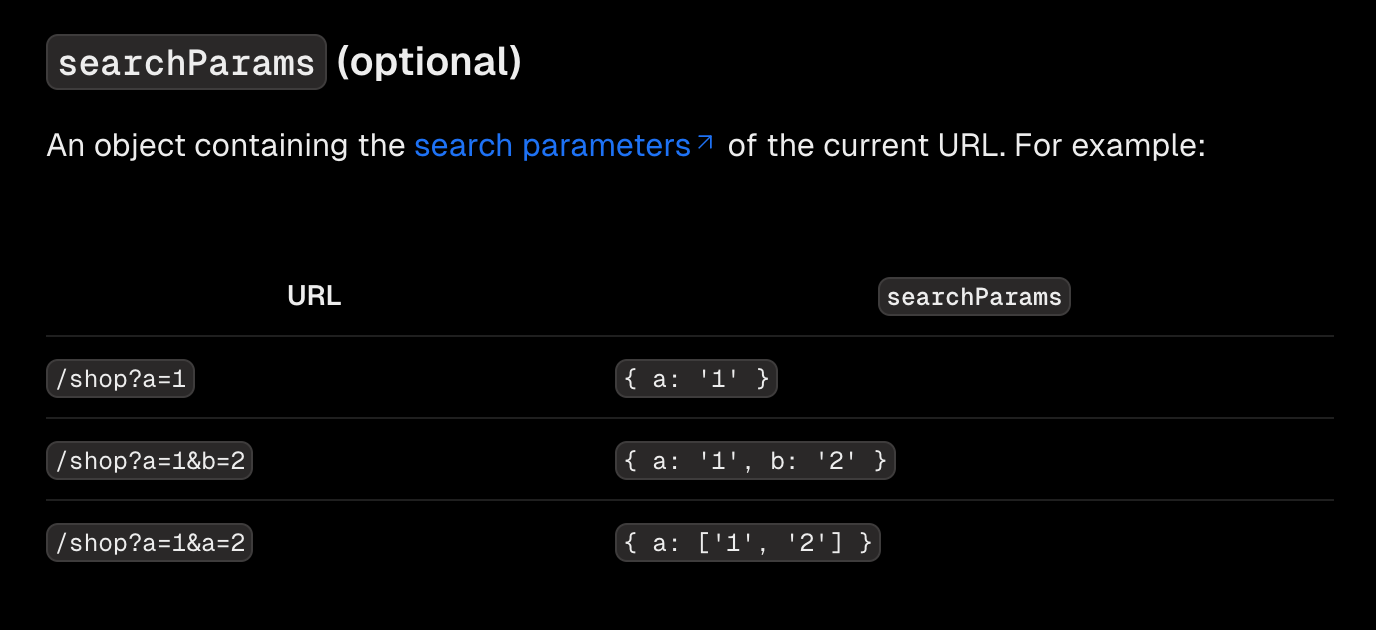 searchParams (optional)
An object containing the search parameters↗ of the current URL. For example:
URL searchParams
/shop?a=1 { a: '1' }
/shop?a=1&b=2 { a: '1', b: '2' }
/shop?a=1&a=2 { a: ['1', '2'] }